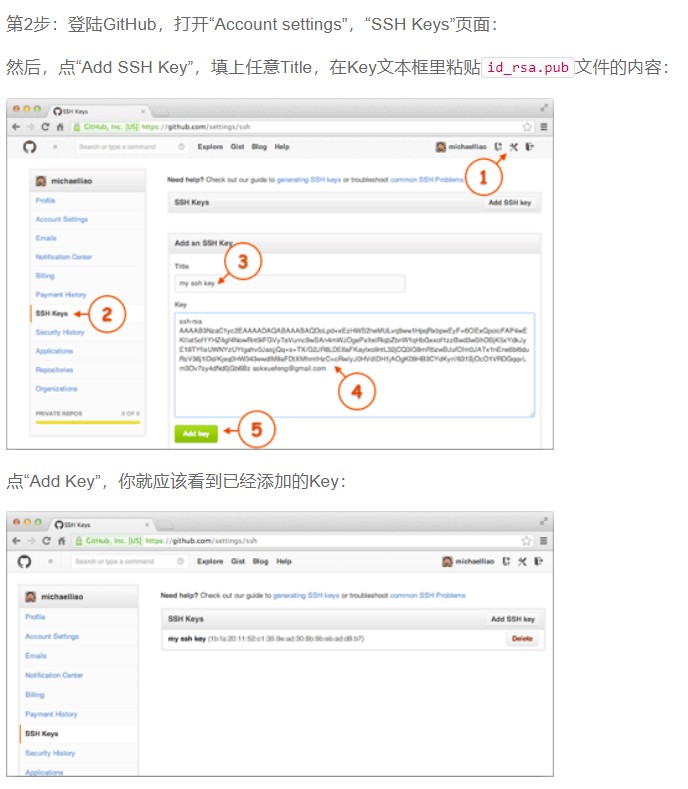 第2步：登陆GitHub，打开“Account settings”，“SSH Keys”页面：
然后，点“Add SSH Key”，填上任意Title，在Key文本框里粘贴id_rsa.pub文件的内容：
SSH Keys
GitHub, Inc. [US] https://github.com/settings/ssh
Search or type a command
Explore Gist Blog Help
michaelliao
1
michaelliao
Profile
Account Settings
Emails
Notification Center
Billing
Payment History
SSH Keys
2
Security History
Applications
Repositories
Organizations
PRIVATE REPOS 0 OF 0
Need help? Check out our guide to generating SSH keys or troubleshoot common SSH Problems
SSH Keys
Add SSH key
Add an SSH Key
3
Title
my ssh key
Key
ssh-rsa
askxuefeng@gmail.com
4
Add key
5
点“Add Key”，你就应该看到已经添加的Key：
SSH Keys
GitHub, Inc. [US] https://github.com/settings/ssh
Search or type a command
Explore Gist Blog Help
michaelliao
michaelliao
Profile
Account Settings
Emails
Notification Center
Billing
Payment History
SSH Keys
Security History
Applications
Need help? Check out our guide to generating SSH keys or troubleshoot common SSH Problems
SSH Keys
Add SSH key
my ssh key (1b:fa:20:11:52:c1:35:9e:ad:30:8b:9b:eb:ad:d8:b7)
Delete